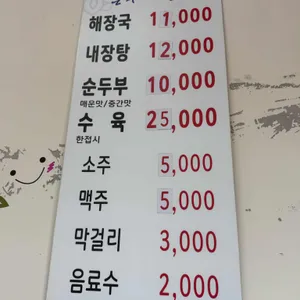 해장국 11,000
내장탕 12,000
순두부 10,000
매운맛/중간맛
수육 25,000
한접시
소주 5,000
맥주 5,000
막걸리 3,000
음료수 2,000